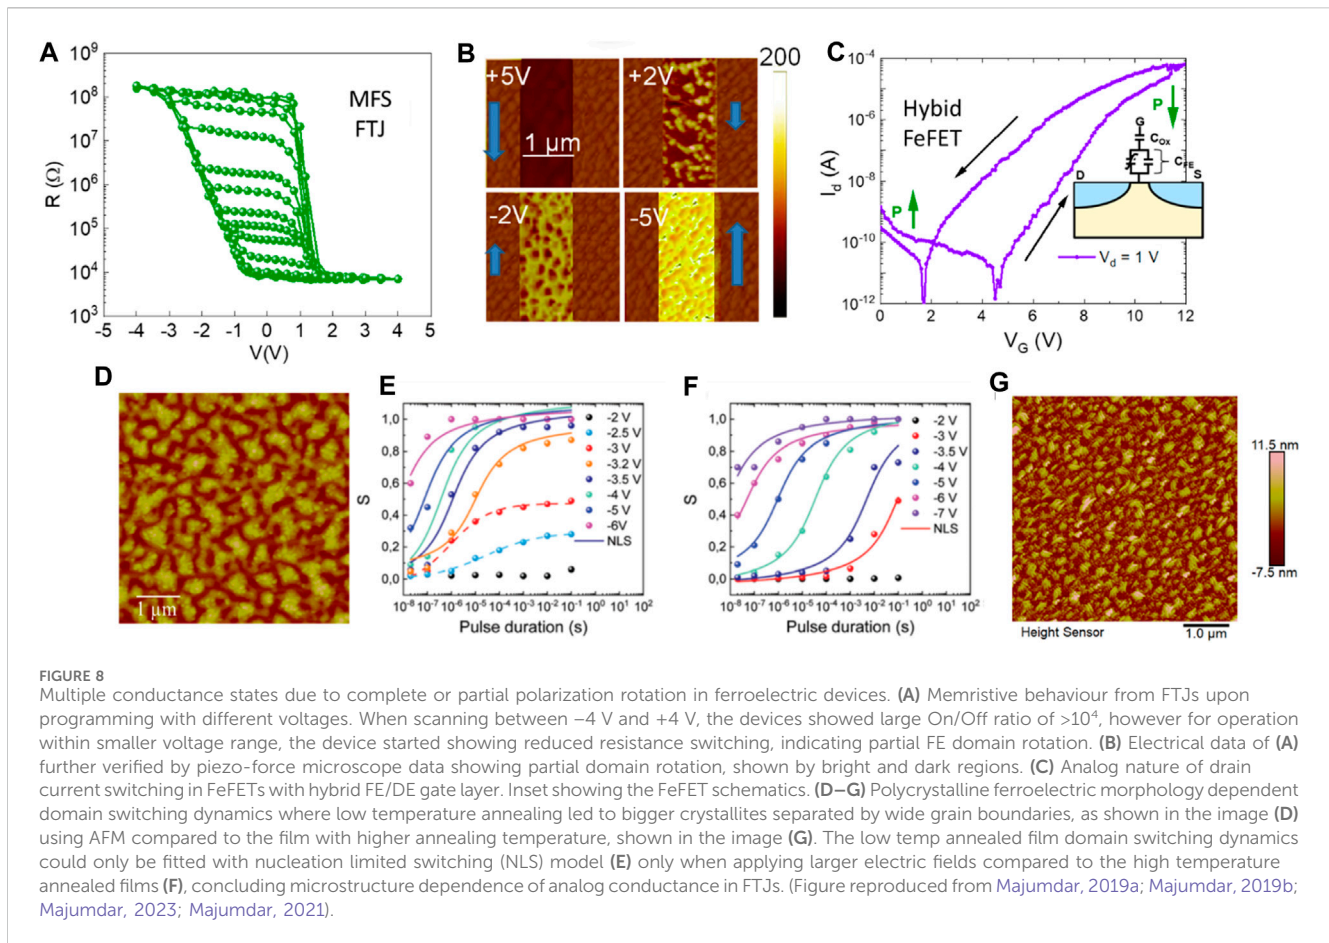 A
10⁹
10⁸
10⁷
10⁶
10⁵
10⁴
10³
R (Ω)
MFS
FTJ
-5 -4 -3 -2 -1 0 1 2 3 4 5
V(V)
B
+5V
1 µm
+2V
-2V
-5V
200
C
10⁻⁴
10⁻⁶
10⁻⁸
10⁻¹⁰
10⁻¹²
I_d (A)
Hybrid
FeFET
P
P
G
C_Ox
C_FE
D
S
V_d = 1 V
0 2 4 6 8 10 12
V_G (V)
D
1 µm
E
1,0
0,8
0,6
0,4
0,2
0,0
S
-2 V
-2.5 V
-3 V
-3.2 V
-3.5 V
-4 V
-5 V
-6V
NLS
10⁻⁸ 10⁻⁷ 10⁻⁶ 10⁻⁵ 10⁻⁴ 10⁻³ 10⁻² 10⁻¹ 10⁰ 10¹ 10²
Pulse duration (s)
F
1,0
0,8
0,6
0,4
0,2
0,0
S
-2 V
-3 V
-3.5 V
-4 V
-5 V
-6 V
-7 V
NLS
10⁻⁸ 10⁻⁷ 10⁻⁶ 10⁻⁵ 10⁻⁴ 10⁻³ 10⁻² 10⁻¹ 10⁰ 10¹ 10²
Pulse duration (s)
G
11.5 nm
-7.5 nm
Height Sensor
1.0 µm
FIGURE 8
Multiple conductance states due to complete or partial polarization rotation in ferroelectric devices. (A) Memristive behaviour from FTJs upon
programming with different voltages. When scanning between −4 V and +4 V, the devices showed large On/Off ratio of >10⁴, however for operation
within smaller voltage range, the device started showing reduced resistance switching, indicating partial FE domain rotation. (B) Electrical data of (A)
further verified by piezo-force microscope data showing partial domain rotation, shown by bright and dark regions. (C) Analog nature of drain
current switching in FeFETs with hybrid FE/DE gate layer. Inset showing the FeFET schematics. (D–G) Polycrystalline ferroelectric morphology dependent
domain switching dynamics where low temperature annealing led to bigger crystallites separated by wide grain boundaries, as shown in the image (D)
using AFM compared to the film with higher annealing temperature, shown in the image (G). The low temp annealed film domain switching dynamics
could only be fitted with nucleation limited switching (NLS) model (E) only when applying larger electric fields compared to the high temperature
annealed films (F), concluding microstructure dependence of analog conductance in FTJs. (Figure reproduced from Majumdar, 2019a; Majumdar, 2019b;
Majumdar, 2023; Majumdar, 2021).